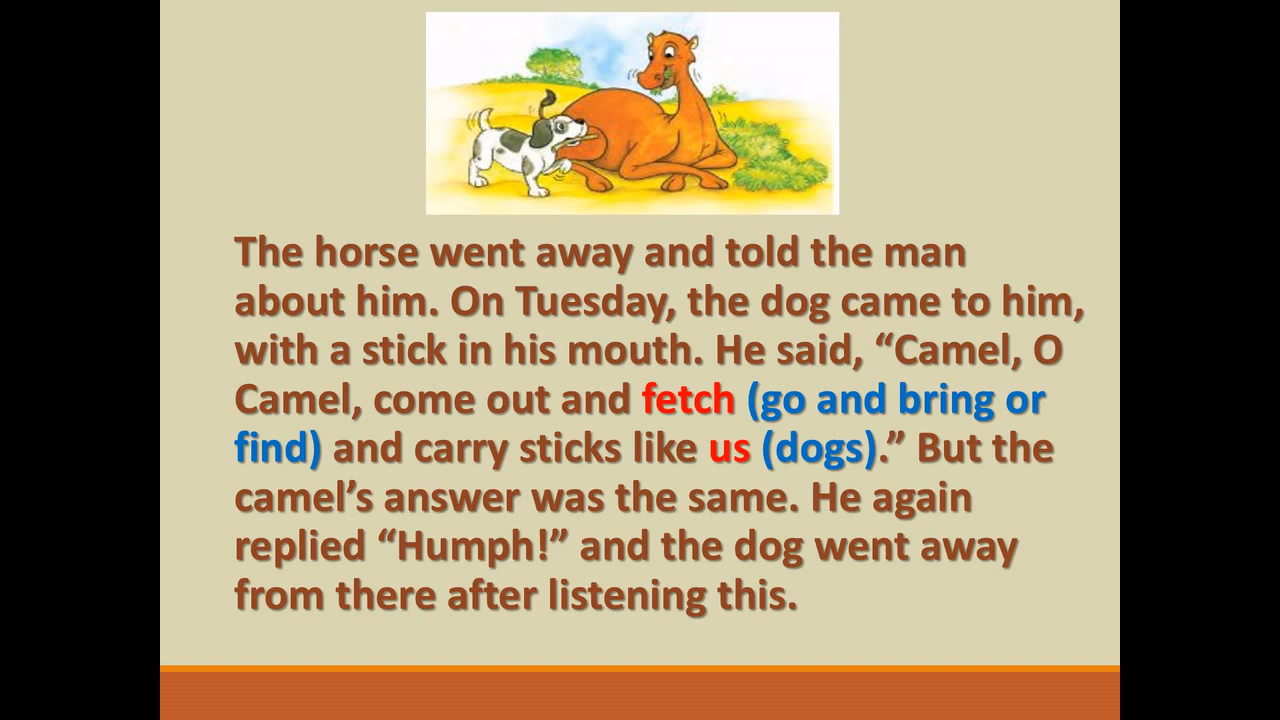 The horse went away and told the man
about him. On Tuesday, the dog came to him,
with a stick in his mouth. He said, “Camel, O
Camel, come out and fetch (go and bring or
find) and carry sticks like us (dogs).” But the
camel’s answer was the same. He again
replied “Humph!” and the dog went away
from there after listening this.